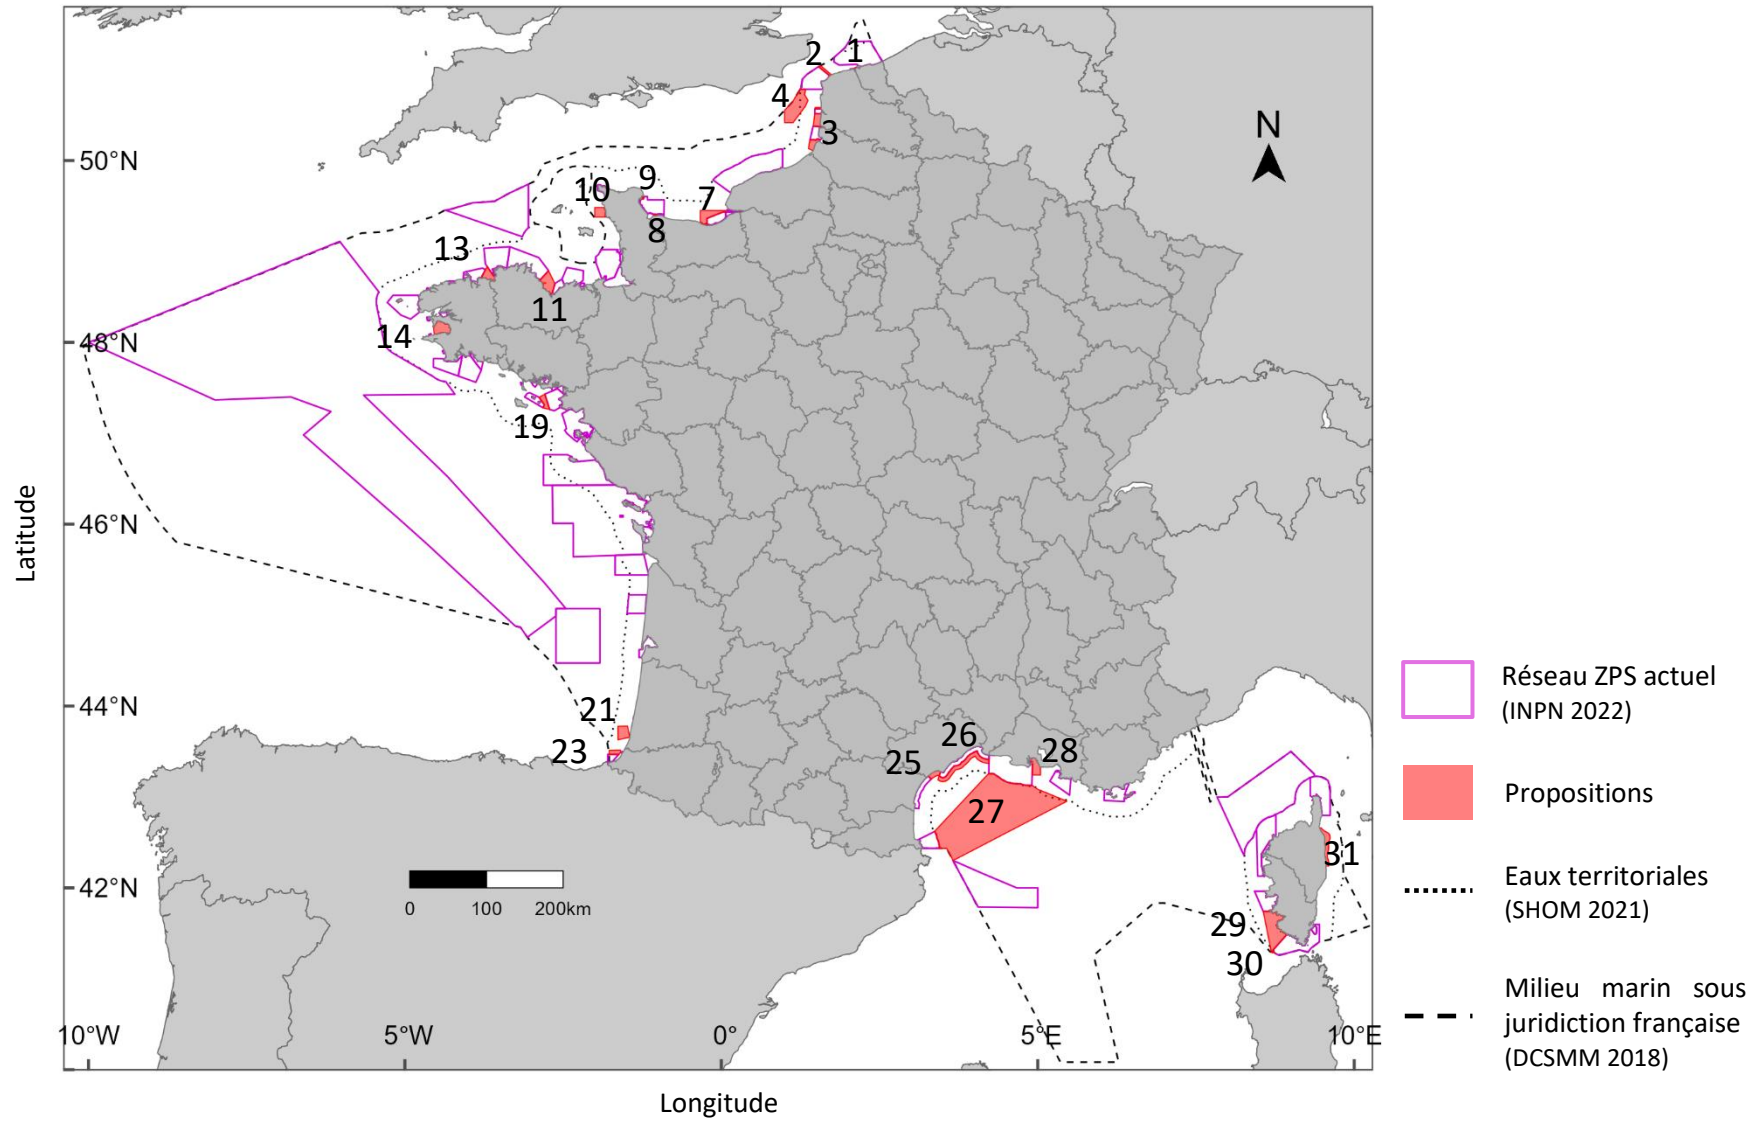 2
1
4
N
3
50°N
9
10
7
8
13
11
14
48°N
19
46°N
Latitude
Réseau ZPS actuel
(INPN 2022)
44°N
21
26
23
25
28
Propositions
27
31
42°N
Eaux territoriales
(SHOM 2021)
0 100 200km
29
30
Milieu marin sous
juridiction française
(DCSMM 2018)
10°W 5°W 0° 5°E 10°E
Longitude